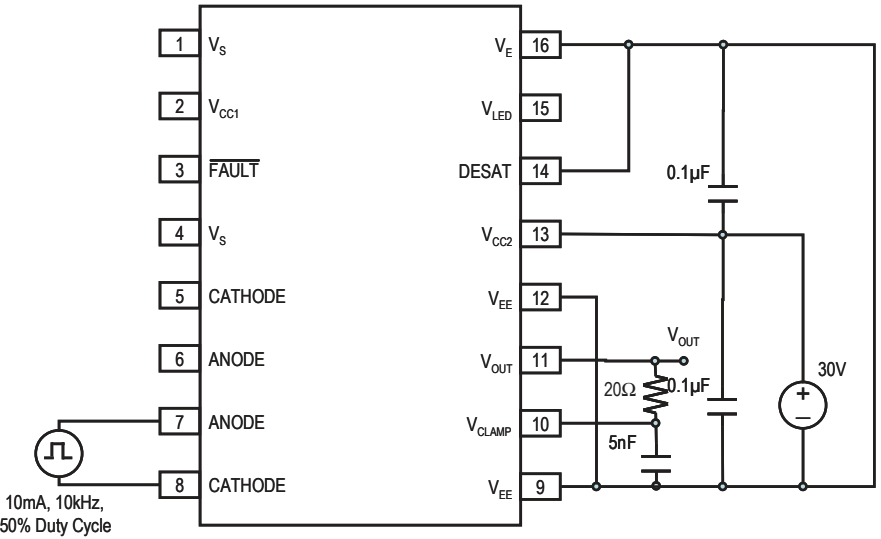 1 VS
2 VCC1
3 FAULT
4 VS
5 CATHODE
6 ANODE
7 ANODE
8 CATHODE
10mA, 10kHz,
50% Duty Cycle
VE 16
VLED 15
DESAT 14
VCC2 13
VEE 12
VOUT 11
VCLAMP 10
VEE 9
0.1µF
VOUT
20Ω
0.1µF
5nF
30V
+
—